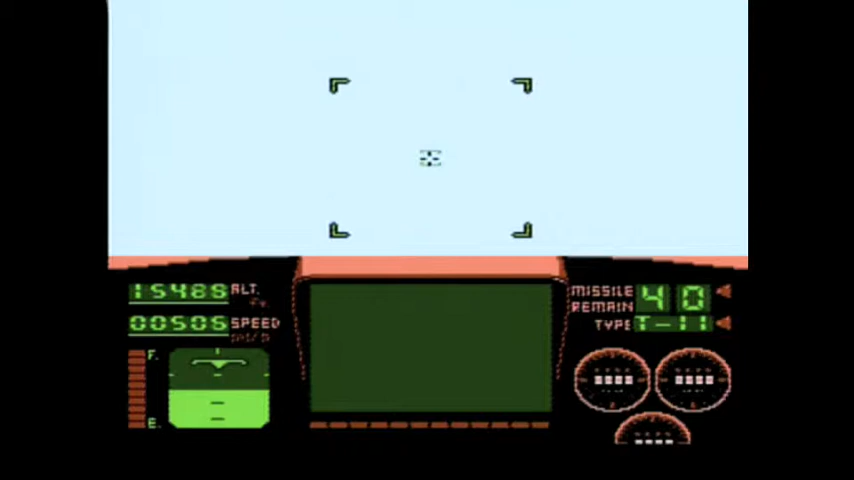 15488 ALT.
00505 SPEED
F.
E.
MISSILE 40
REMAIN
TYPE T-11